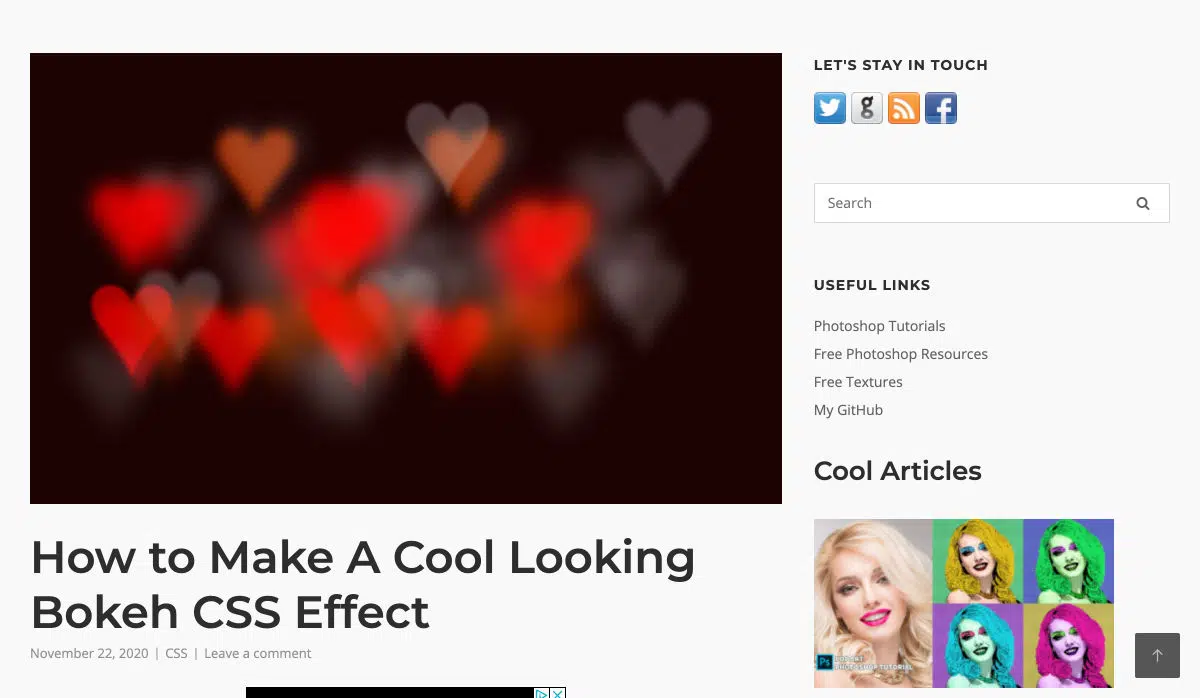 LET'S STAY IN TOUCH
g
Search
USEFUL LINKS
Photoshop Tutorials
Free Photoshop Resources
Free Textures
My GitHub
Cool Articles
Ps
POP ART
PHOTOSHOP TUTORIAL
How to Make A Cool Looking
Bokeh CSS Effect
November 22, 2020 | CSS | Leave a comment